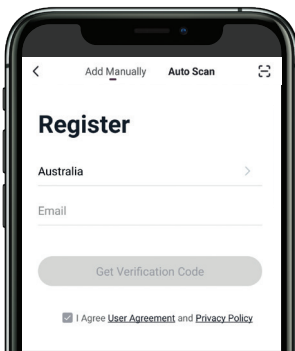 Add Manually Auto Scan
Register
Australia
Email
Get Verification Code
I Agree User Agreement and Privacy Policy